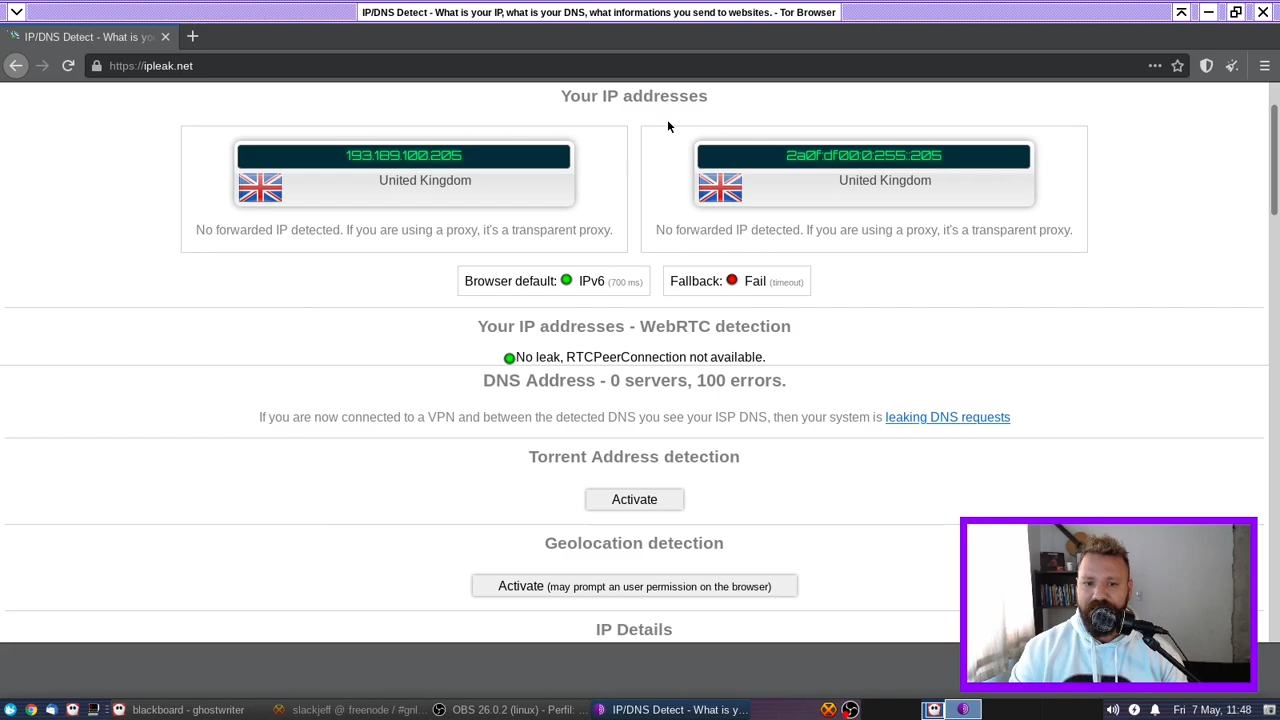 IP/DNS Detect - What is your IP, what is your DNS, what informations you send to websites. - Tor Browser
IP/DNS Detect - What is yo
https://ipleak.net
Your IP addresses
193.189.100.205
United Kingdom
No forwarded IP detected. If you are using a proxy, it's a transparent proxy.
2a0f:df00:0:255::205
United Kingdom
No forwarded IP detected. If you are using a proxy, it's a transparent proxy.
Browser default: IPv6 (700 ms)
Fallback: Fail (timeout)
Your IP addresses - WebRTC detection
No leak, RTCPeerConnection not available.
DNS Address - 0 servers, 100 errors.
If you are now connected to a VPN and between the detected DNS you see your ISP DNS, then your system is leaking DNS requests
Torrent Address detection
Activate
Geolocation detection
Activate (may prompt an user permission on the browser)
IP Details
blackboard - ghostwriter
slackjeff @ freenode / #gnl...
OBS 26.0.2 (linux) - Perfil: ...
IP/DNS Detect - What is y...
Fri 7 May, 11:48